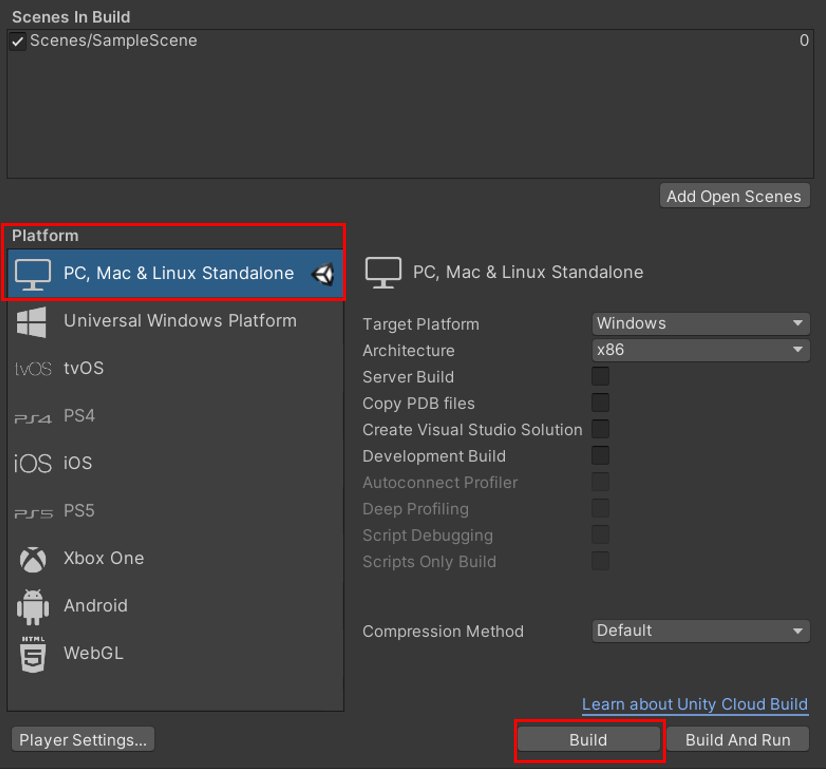 Scenes In Build
Scenes/SampleScene 0
Add Open Scenes
Platform
PC, Mac & Linux Standalone
Universal Windows Platform
tvOS tvOS
PS4 PS4
iOS iOS
PS5 PS5
Xbox One
Android
HTML 5 WebGL
PC, Mac & Linux Standalone
Target Platform Windows
Architecture x86
Server Build
Copy PDB files
Create Visual Studio Solution
Development Build
Autoconnect Profiler
Deep Profiling
Script Debugging
Scripts Only Build
Compression Method Default
Learn about Unity Cloud Build
Player Settings... Build Build And Run